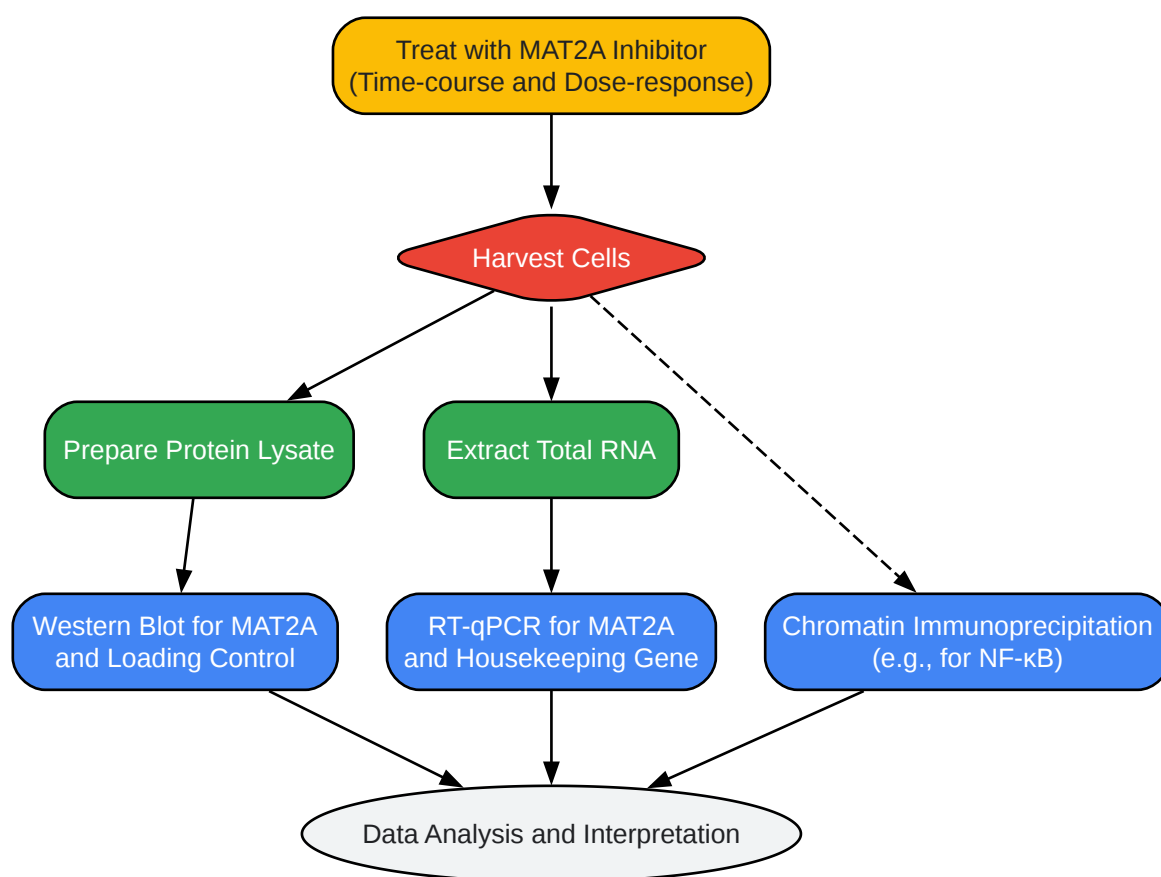 Treat with MAT2A Inhibitor
(Time-course and Dose-response)
Harvest Cells
Prepare Protein Lysate
Extract Total RNA
Western Blot for MAT2A
and Loading Control
RT-qPCR for MAT2A
and Housekeeping Gene
Chromatin Immunoprecipitation
(e.g., for NF-κB)
Data Analysis and Interpretation